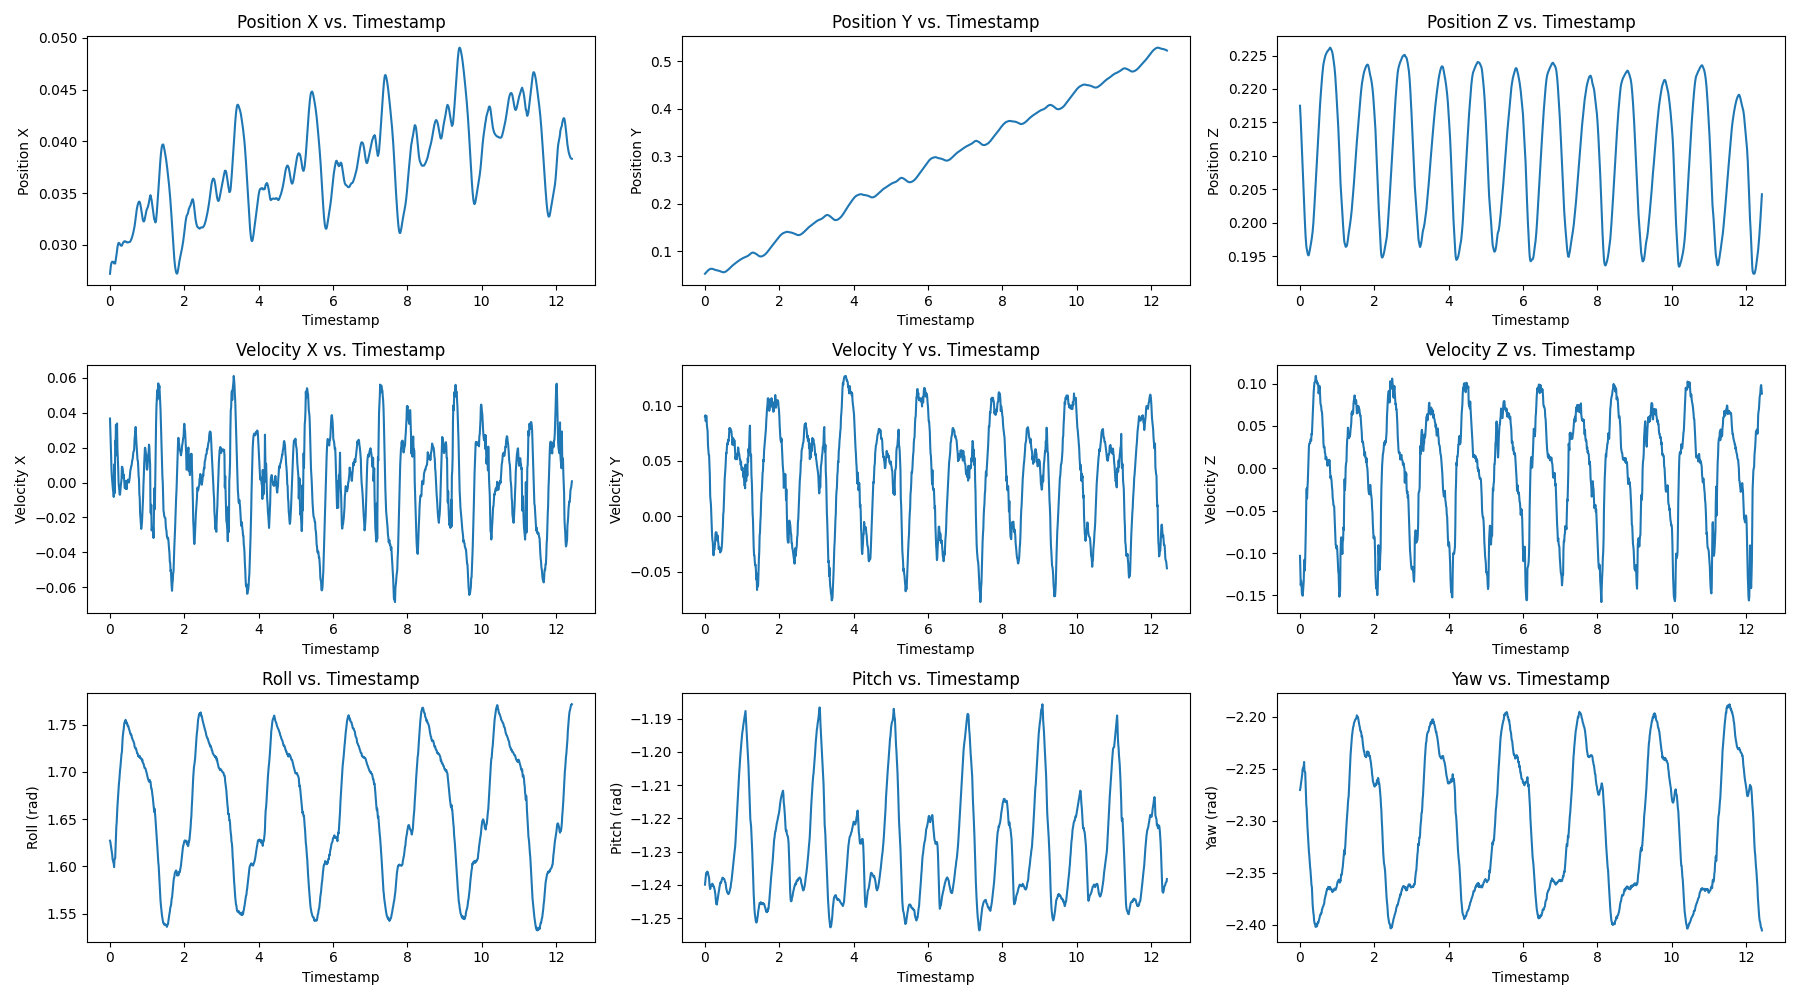 Position X vs. Timestamp
Position X
0.050
0.045
0.040
0.035
0.030
0 2 4 6 8 10 12
Timestamp
Position Y vs. Timestamp
Position Y
0.5
0.4
0.3
0.2
0.1
0 2 4 6 8 10 12
Timestamp
Position Z vs. Timestamp
Position Z
0.225
0.220
0.215
0.210
0.205
0.200
0.195
0 2 4 6 8 10 12
Timestamp
Velocity X vs. Timestamp
Velocity X
0.06
0.04
0.02
0.00
−0.02
−0.04
−0.06
0 2 4 6 8 10 12
Timestamp
Velocity Y vs. Timestamp
Velocity Y
0.10
0.05
0.00
−0.05
0 2 4 6 8 10 12
Timestamp
Velocity Z vs. Timestamp
Velocity Z
0.10
0.05
0.00
−0.05
−0.10
−0.15
0 2 4 6 8 10 12
Timestamp
Roll vs. Timestamp
Roll (rad)
1.75
1.70
1.65
1.60
1.55
0 2 4 6 8 10 12
Timestamp
Pitch vs. Timestamp
Pitch (rad)
−1.19
−1.20
−1.21
−1.22
−1.23
−1.24
−1.25
0 2 4 6 8 10 12
Timestamp
Yaw vs. Timestamp
Yaw (rad)
−2.20
−2.25
−2.30
−2.35
−2.40
0 2 4 6 8 10 12
Timestamp